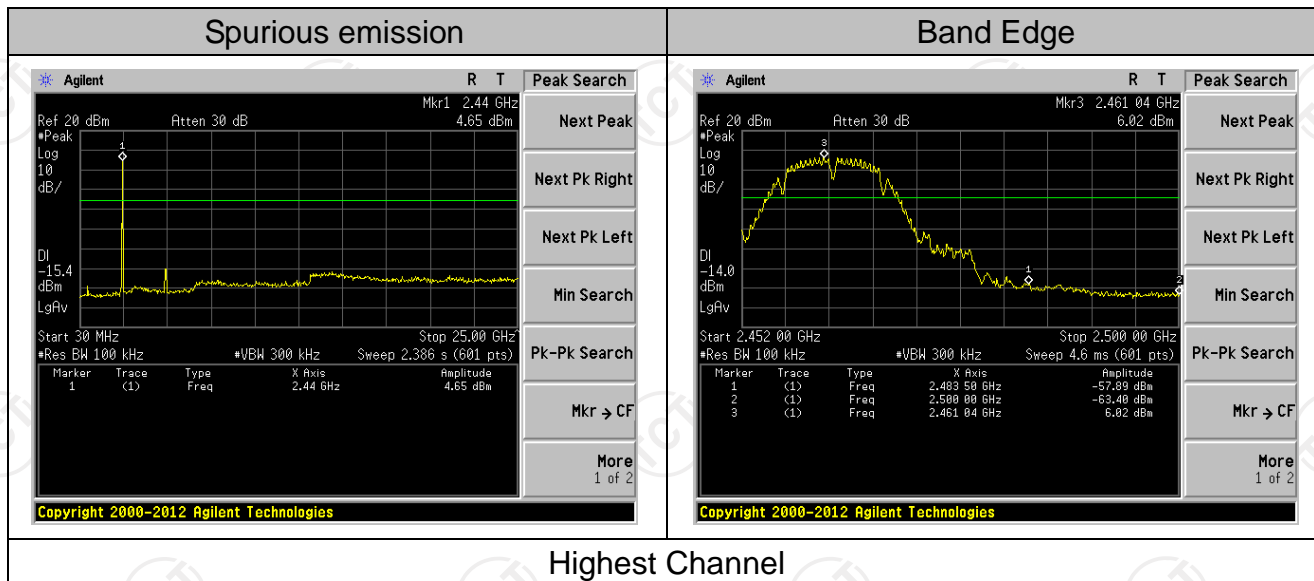 Spurious emission
Agilent R T Peak Search
Mkr1 2.44 GHz
Ref 20 dBm Atten 30 dB 4.65 dBm
#Peak
Log
10
dB/
1
DI
-15.4
dBm
LgAv
Start 30 MHz Stop 25.00 GHz
#Res BW 100 kHz #VBW 300 kHz Sweep 2.386 s (601 pts)
Marker Trace Type X Axis Amplitude
1 (1) Freq 2.44 GHz 4.65 dBm
Next Peak
Next Pk Right
Next Pk Left
Min Search
Pk-Pk Search
Mkr → CF
More
1 of 2
Copyright 2000-2012 Agilent Technologies
Band Edge
Agilent R T Peak Search
Mkr3 2.461 04 GHz
Ref 20 dBm Atten 30 dB 6.02 dBm
#Peak
Log
10
dB/
3
DI
-14.0
dBm
LgAv
1
2
Start 2.452 00 GHz Stop 2.500 00 GHz
#Res BW 100 kHz #VBW 300 kHz Sweep 4.6 ms (601 pts)
Marker Trace Type X Axis Amplitude
1 (1) Freq 2.483 50 GHz -57.89 dBm
2 (1) Freq 2.500 00 GHz -63.40 dBm
3 (1) Freq 2.461 04 GHz 6.02 dBm
Next Peak
Next Pk Right
Next Pk Left
Min Search
Pk-Pk Search
Mkr → CF
More
1 of 2
Copyright 2000-2012 Agilent Technologies
Highest Channel